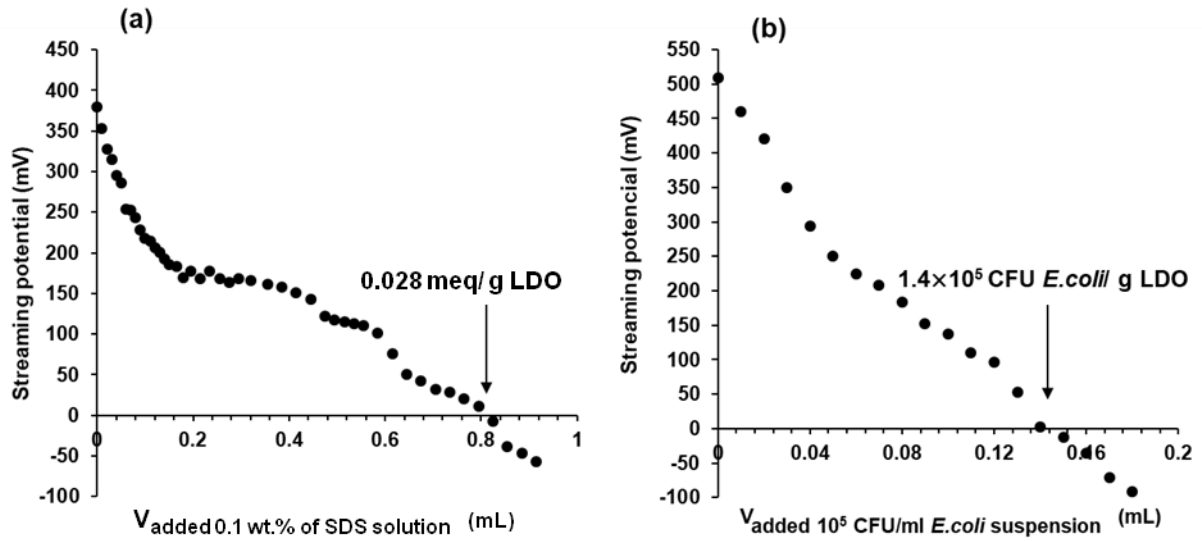 (a)
450
400
350
300
250
200
150
100
50
0
-50
-100
Streaming potential (mV)
0.028 meq/ g LDO
0 0.2 0.4 0.6 0.8 1
V added 0.1 wt.% of SDS solution (mL)
(b)
550
500
450
400
350
300
250
200
150
100
50
0
-50
-100
Streaming potencial (mV)
1.4×10⁵ CFU E.coli/ g LDO
0 0.04 0.08 0.12 0.16 0.2
V added 10⁵ CFU/ml E.coli suspension (mL)